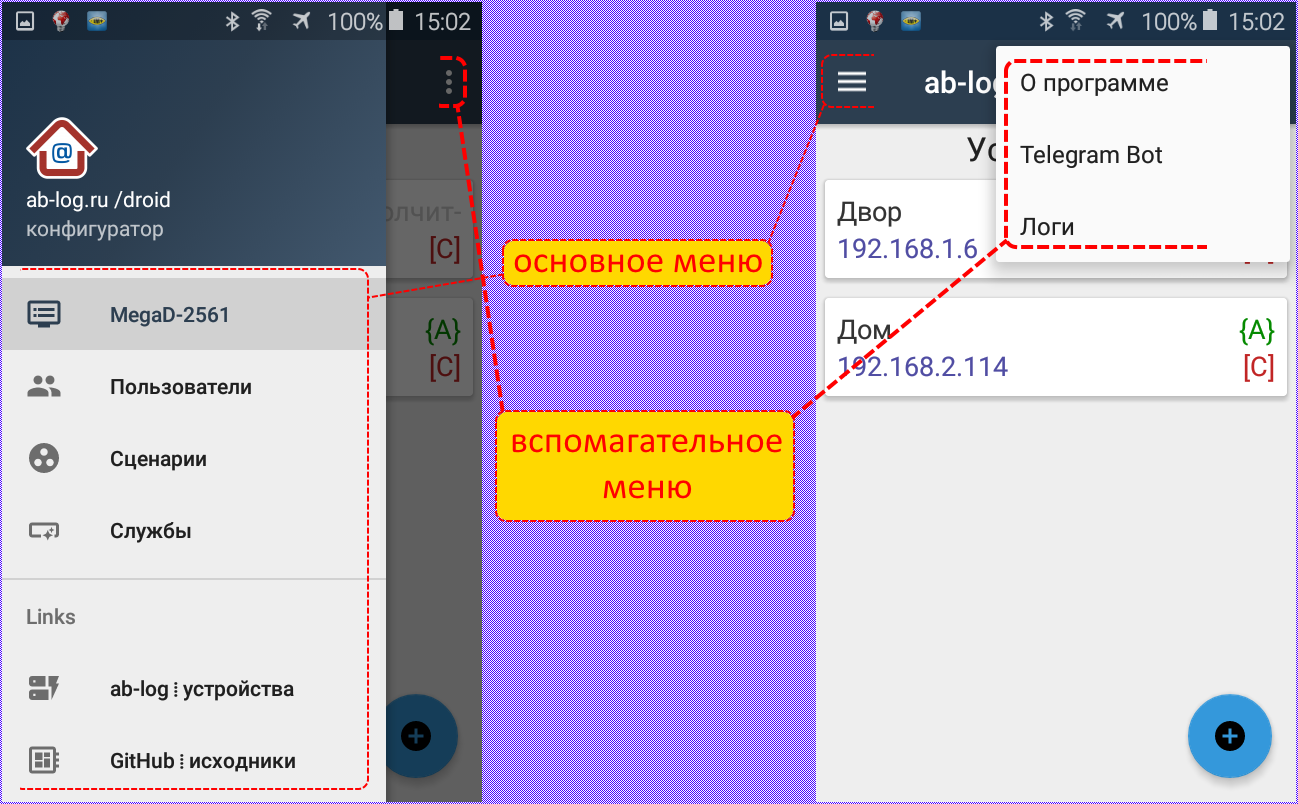 100% 15:02
ab-log.ru /droid
конфигуратор
олчит-
[C]
MegaD-2561
{A}
[C]
Пользователи
Сценарии
Службы
Links
ab-log ⁞ устройства
GitHub ⁞ исходники
основное меню
вспомагательное
меню
100% 15:02
ab-log
О программе
Telegram Bot
Логи
Ус
Двор
192.168.1.6
Дом
{A}
192.168.2.114
[C]